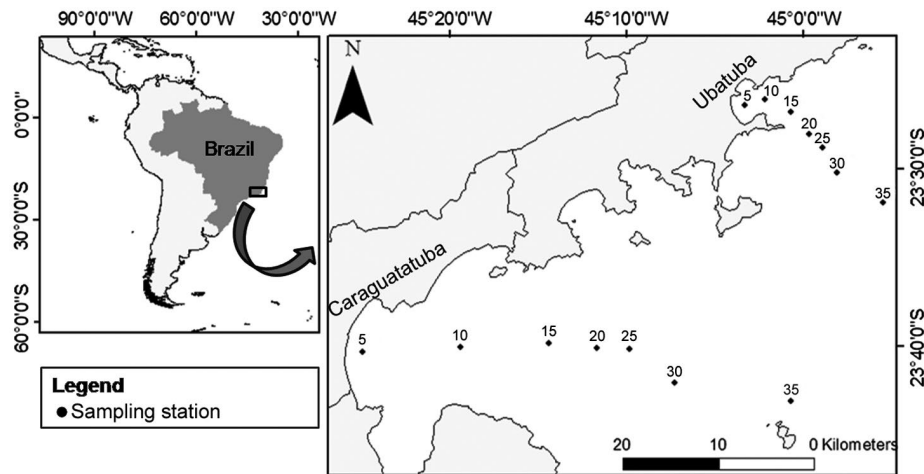 90°0'0"W 60°0'0"W 30°0'0"W
0°0'0"
30°0'0"S
60°0'0"S
Brazil
Legend
Sampling station
45°20'0"W 45°10'0"W 45°0'0"W
N
Ubatuba
5 10
15
20
25
30
35
23°30'0"S
Caraguatatuba
5 10 15 20 25
30
35
23°40'0"S
20 10 0 Kilometers